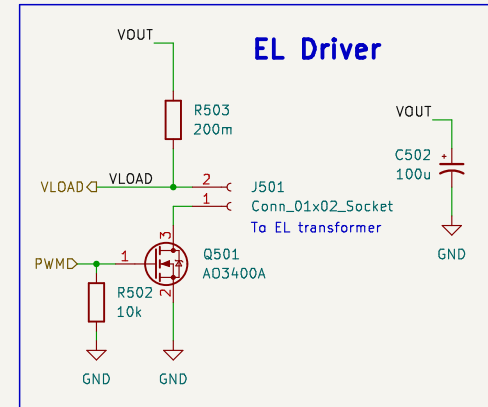 VOUT
EL Driver
R503
200m
VOUT
C502
100u
+
VLOAD
VLOAD
2
J501
1
Conn_01x02_Socket
To EL transformer
3
Q501
AO3400A
PWM
1
2
R502
10k
GND
GND
GND